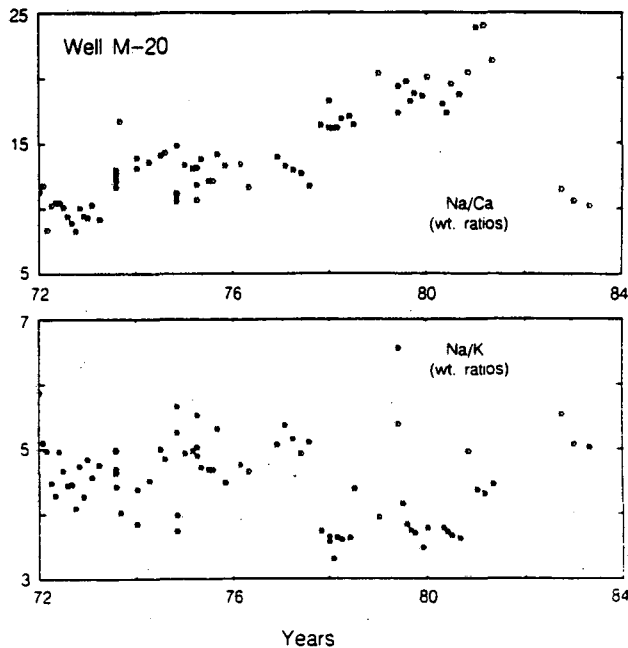 25
Well M-20
15
Na/Ca
(wt. ratios)
5
72 76 80 84
7
Na/K
(wt. ratios)
5
3
72 76 80 84
Years